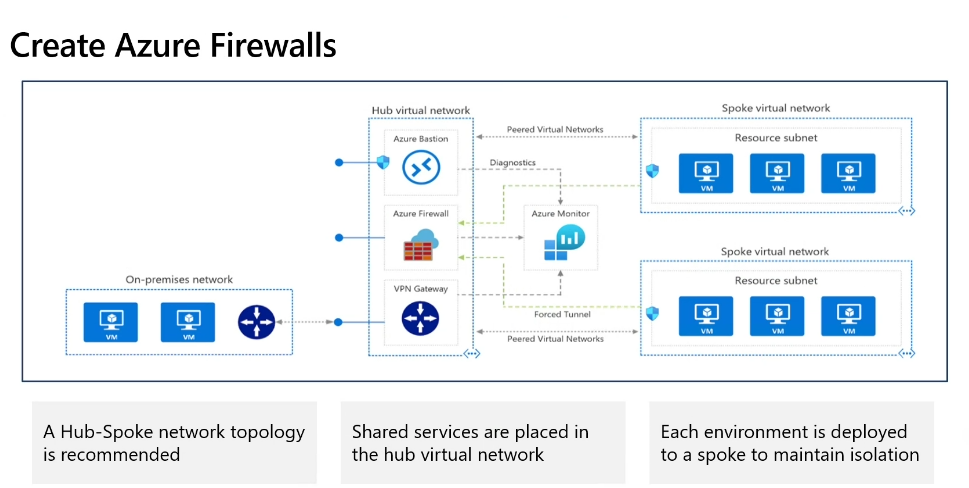 Create Azure Firewalls
Hub virtual network
Spoke virtual network
Azure Bastion
Peered Virtual Networks
Resource subnet
Diagnostics
VM
VM
VM
Azure Firewall
Azure Monitor
On-premises network
VM
VM
VPN Gateway
Forced Tunnel
Peered Virtual Networks
Spoke virtual network
Resource subnet
VM
VM
VM
A Hub-Spoke network topology
is recommended
Shared services are placed in
the hub virtual network
Each environment is deployed
to a spoke to maintain isolation